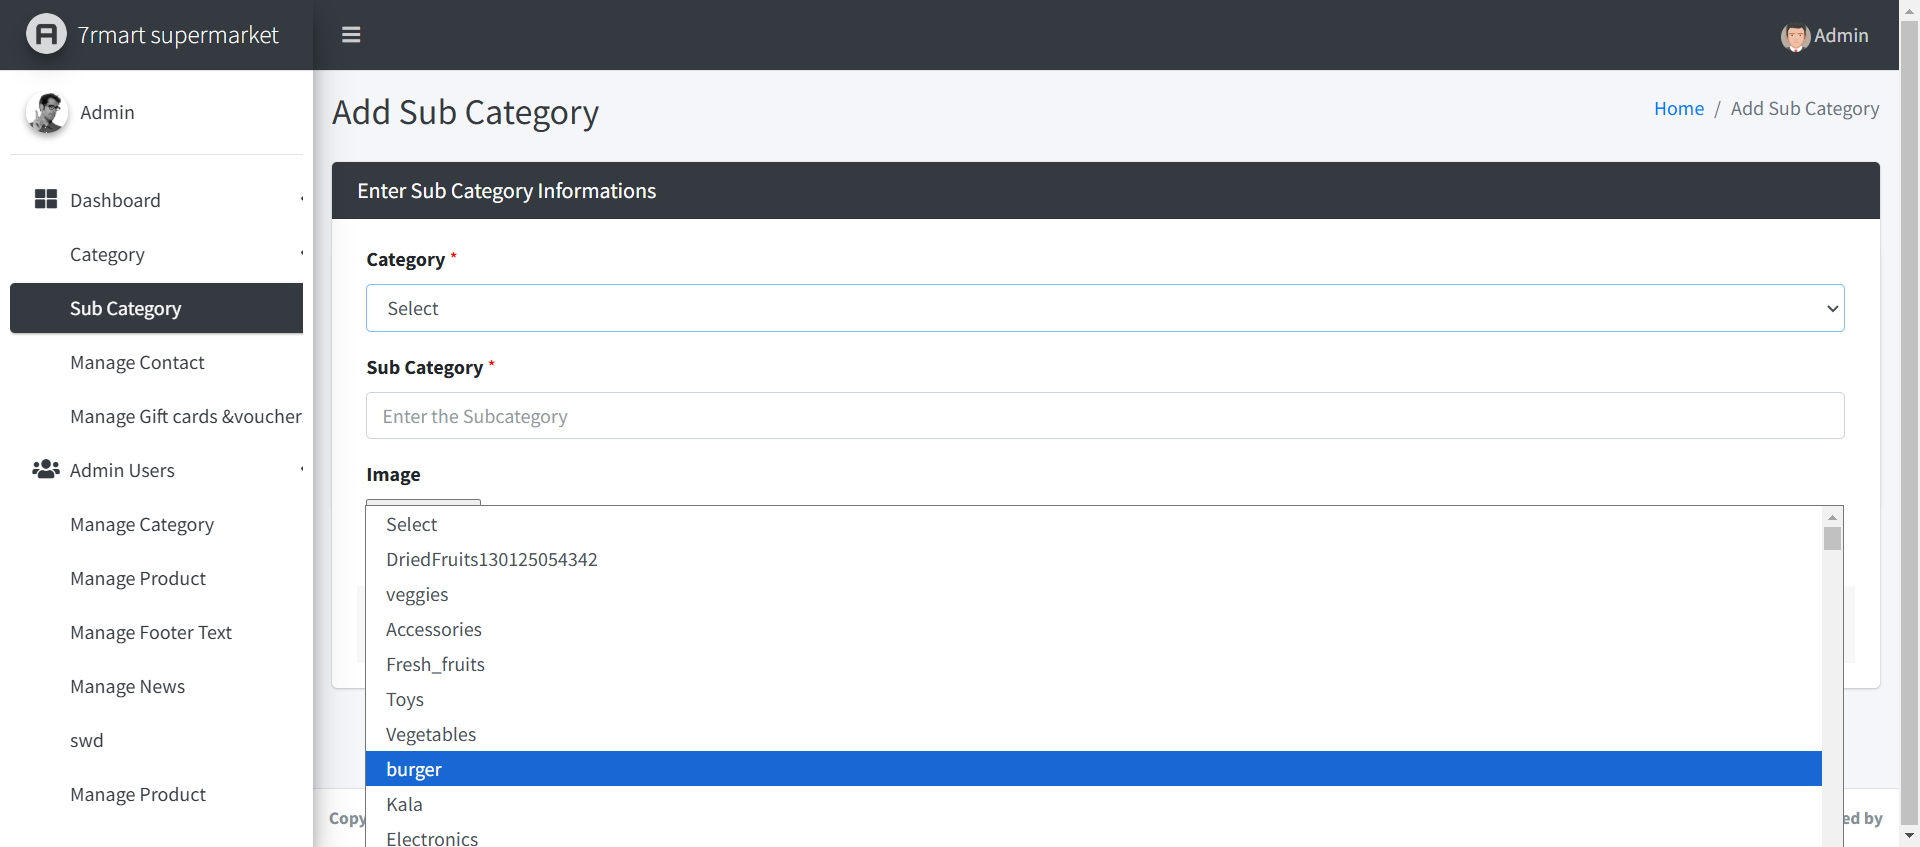 7rmart supermarket
Admin
Admin
Add Sub Category
Home / Add Sub Category
Dashboard
Category
Sub Category
Manage Contact
Manage Gift cards &voucher
Admin Users
Manage Category
Manage Product
Manage Footer Text
Manage News
swd
Manage Product
Enter Sub Category Informations
Category *
Select
Sub Category *
Enter the Subcategory
Image
Select
DriedFruits130125054342
veggies
Accessories
Fresh_fruits
Toys
Vegetables
burger
Kala
Electronics
Copy
ed by